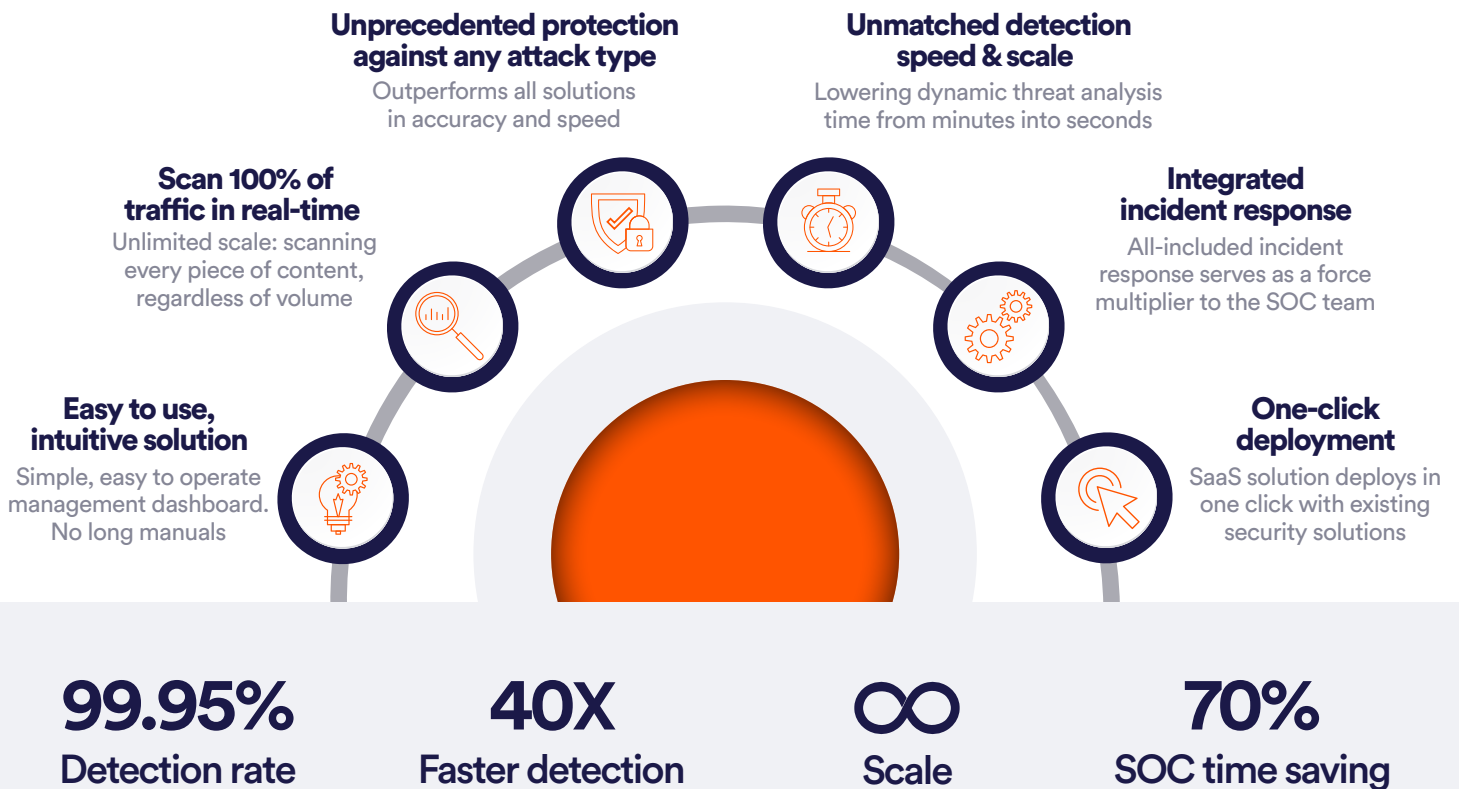 Unprecedented protection
against any attack type
Outperforms all solutions
in accuracy and speed
Unmatched detection
speed & scale
Lowering dynamic threat analysis
time from minutes into seconds
Scan 100% of
traffic in real-time
Unlimited scale: scanning
every piece of content,
regardless of volume
Integrated
incident response
All-included incident
response serves as a force
multiplier to the SOC team
Easy to use,
intuitive solution
Simple, easy to operate
management dashboard.
No long manuals
One-click
deployment
SaaS solution deploys in
one click with existing
security solutions
99.95%
Detection rate
40X
Faster detection
∞
Scale
70%
SOC time saving